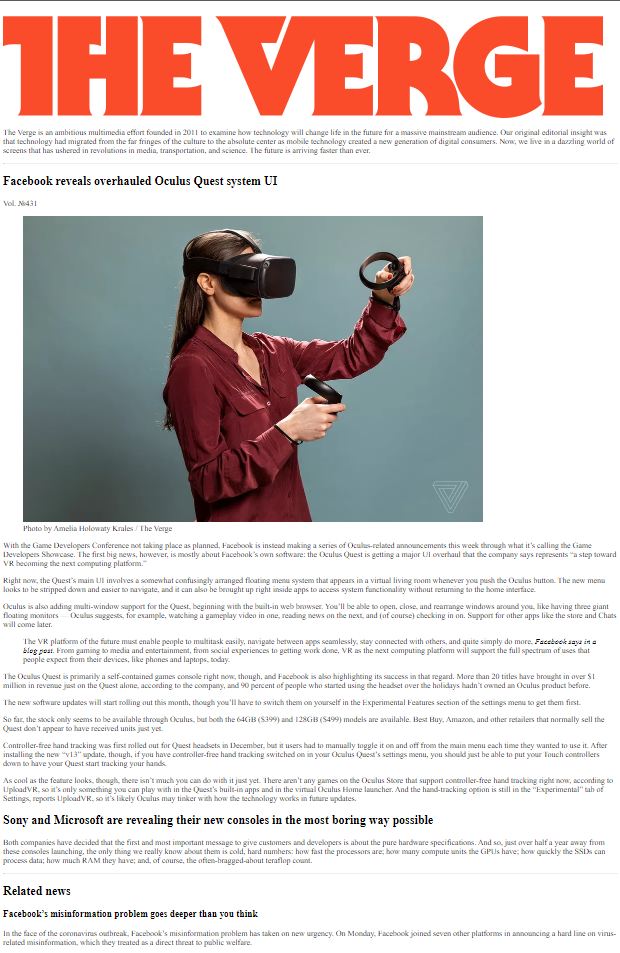 THE VERGE
The Verge is an ambitious multimedia effort founded in 2011 to examine how technology will change life in the future for a massive mainstream audience. Our original editorial insight was
that technology had migrated from the far fringes of the culture to the absolute center as mobile technology created a new generation of digital consumers. Now, we live in a dazzling world of
screens that has ushered in revolutions in media, transportation, and science. The future is arriving faster than ever.
Facebook reveals overhauled Oculus Quest system UI
Vol. №431
Photo by Amelia Holowaty Krales / The Verge
With the Game Developers Conference not taking place as planned, Facebook is instead making a series of Oculus-related announcements this week through what it’s calling the Game
Developers Showcase. The first big news, however, is mostly about Facebook’s own software: the Oculus Quest is getting a major UI overhaul that the company says represents “a step toward
VR becoming the next computing platform.”
Right now, the Quest’s main UI involves a somewhat confusingly arranged floating menu system that appears in a virtual living room whenever you push the Oculus button. The new menu
looks to be stripped down and easier to navigate, and it can also be brought up right inside apps to access system functionality without returning to the home interface.
Oculus is also adding multi-window support for the Quest, beginning with the built-in web browser. You’ll be able to open, close, and rearrange windows around you, like having three giant
floating monitors — Oculus suggests, for example, watching a gameplay video in one, reading news on the next, and (of course) checking in on. Support for other apps like the store and Chats
will come later.
The VR platform of the future must enable people to multitask easily, navigate between apps seamlessly, stay connected with others, and quite simply do more, Facebook says in a
blog post. From gaming to media and entertainment, from social experiences to getting work done, VR as the next computing platform will support the full spectrum of uses that
people expect from their devices, like phones and laptops, today.
The Oculus Quest is primarily a self-contained games console right now, though, and Facebook is also highlighting its success in that regard. More than 20 titles have brought in over $1
million in revenue just on the Quest alone, according to the company, and 90 percent of people who started using the headset over the holidays hadn’t owned an Oculus product before.
The new software updates will start rolling out this month, though you’ll have to switch them on yourself in the Experimental Features section of the settings menu to get them first.
So far, the stock only seems to be available through Oculus, but both the 64GB ($399) and 128GB ($499) models are available. Best Buy, Amazon, and other retailers that normally sell the
Quest don’t appear to have received units just yet.
Controller-free hand tracking was first rolled out for Quest headsets in December, but it users had to manually toggle it on and off from the main menu each time they wanted to use it. After
installing the new “v13” update, though, if you have controller-free hand tracking switched on in your Oculus Quest’s settings menu, you should just be able to put your Touch controllers
down to have your Quest start tracking your hands.
As cool as the feature looks, though, there isn’t much you can do with it just yet. There aren’t any games on the Oculus Store that support controller-free hand tracking right now, according to
UploadVR, so it’s only something you can play with in the Quest’s built-in apps and in the virtual Oculus Home launcher. And the hand-tracking option is still in the “Experimental” tab of
Settings, reports UploadVR, so it’s likely Oculus may tinker with how the technology works in future updates.
Sony and Microsoft are revealing their new consoles in the most boring way possible
Both companies have decided that the first and most important message to give customers and developers is about the pure hardware specifications. And so, just over half a year away from
these consoles launching, the only thing we really know about them is cold, hard numbers: how fast the processors are; how many compute units the GPUs have; how quickly the SSDs can
process data; how much RAM they have; and, of course, the often-bragged-about teraflop count.
Related news
Facebook’s misinformation problem goes deeper than you think
In the face of the coronavirus outbreak, Facebook’s misinformation problem has taken on new urgency. On Monday, Facebook joined seven other platforms in announcing a hard line on virus-
related misinformation, which they treated as a direct threat to public welfare.